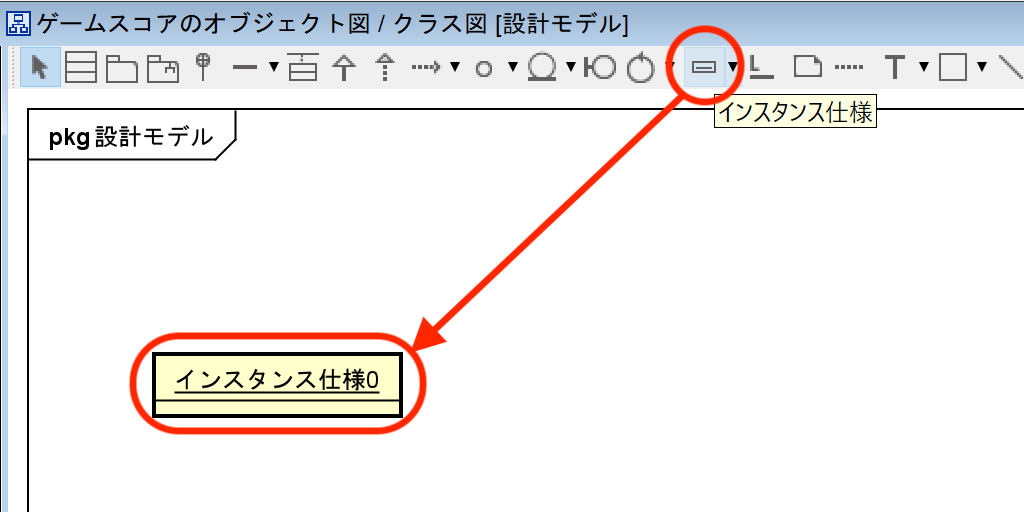 ゲームスコアのオブジェクト図 / クラス図 [設計モデル]
インスタンス仕様
pkg 設計モデル
インスタンス仕様0